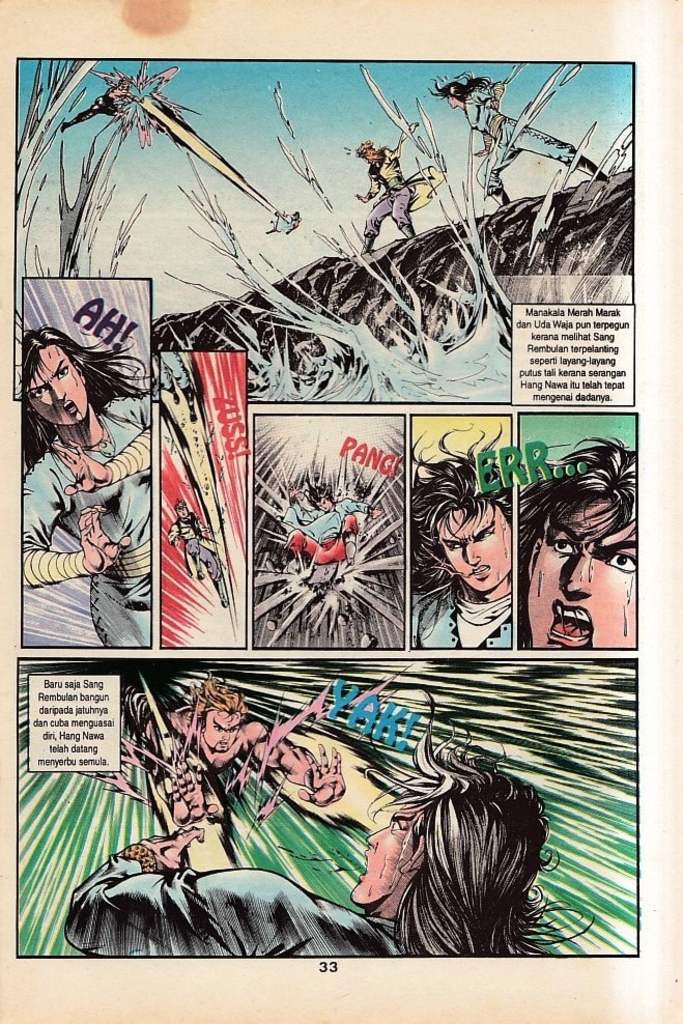 Manakala Merah Marak
dan Uda Waja pun terpegun
kerana melihat Sang
Rembulan terpelanting
seperti layang-layang
putus tali kerana serangan
Hang Nawa itu telah tepat
mengenai dadanya.
AH!
ZUSS!
PANG!
ERR...
Baru saja Sang
Rembulan bangun
daripada jatuhnya
dan cuba menguasai
diri, Hang Nawa
telah datang
menyerbu semula.
YAK!
33